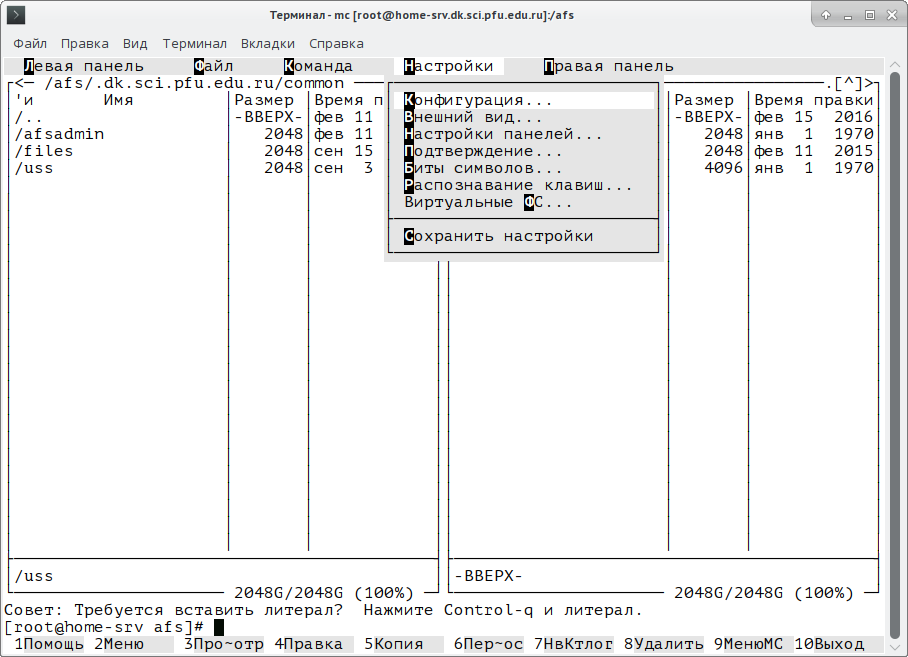 Терминал - mc [root@home-srv.dk.sci.pfu.edu.ru]:/afs
Файл Правка Вид Терминал Вкладки Справка
Левая панель Файл Команда Настройки Правая панель
<— /afs/.dk.sci.pfu.edu.ru/common .[^]>
'и Имя Размер Время п
/.. -ВВЕРХ- фев 11
/afsadmin 2048 фев 11
/files 2048 сен 15
/uss 2048 сен 3
Конфигурация...
Внешний вид...
Настройки панелей...
Подтверждение...
Биты символов...
Распознавание клавиш...
Виртуальные ФС...
Сохранить настройки
Размер Время правки
-ВВЕРХ- фев 15 2016
2048 янв 1 1970
2048 фев 11 2015
4096 янв 1 1970
/uss -ВВЕРХ-
2048G/2048G (100%) 2048G/2048G (100%)
Совет: Требуется вставить литерал? Нажмите Control-q и литерал.
[root@home-srv afs]#
1Помощь 2Меню 3Про~отр 4Правка 5Копия 6Пер~ос 7НвКтлог 8Удалить 9МенюМС 10Выход